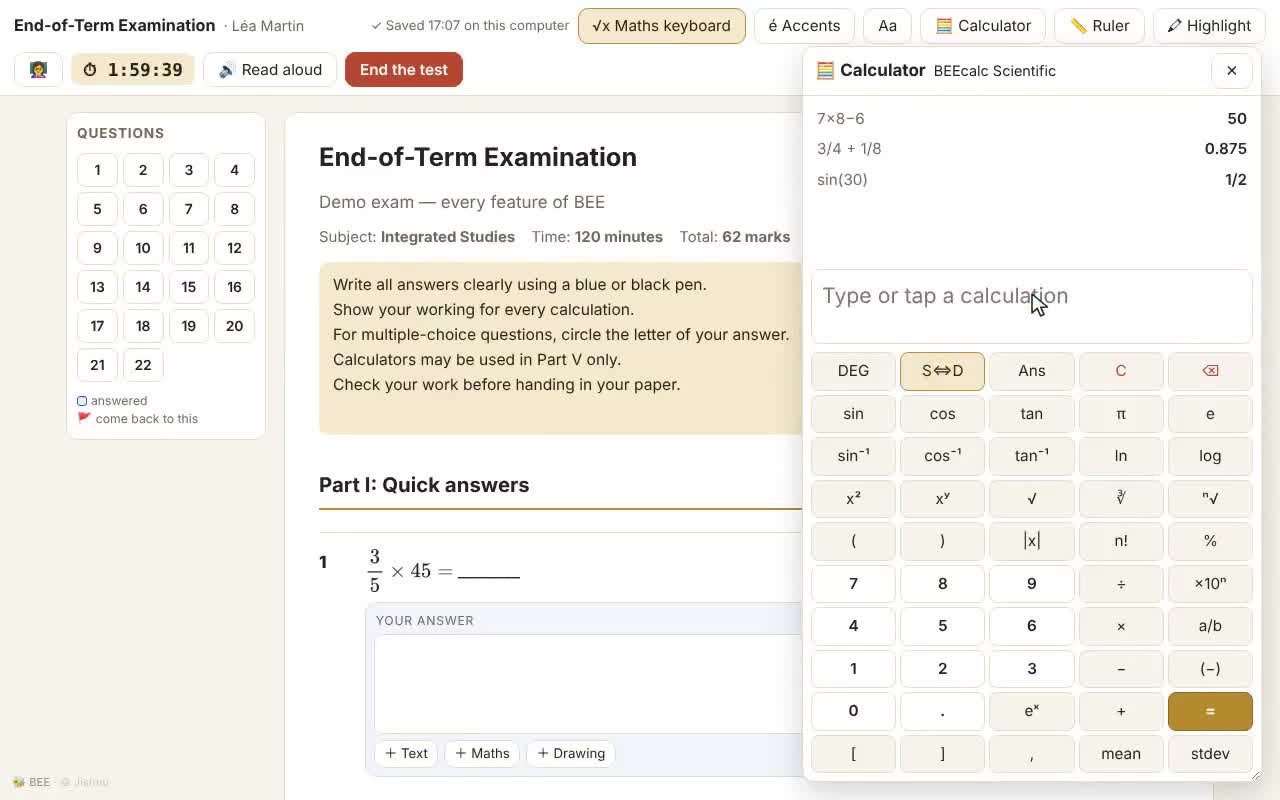 End-of-Term Examination · Léa Martin ✓ Saved 17:07 on this computer √x Maths keyboard é Accents Aa 🧮 Calculator 📏 Ruler 🖍 Highlight
⏱ 1:59:39 🔊 Read aloud End the test
🧮 Calculator BEEcalc Scientific ✕
7×8−6 50
3/4 + 1/8 0.875
sin(30) 1/2
Type or tap a calculation
DEG S⇔D Ans C ⌫
sin cos tan π e
sin⁻¹ cos⁻¹ tan⁻¹ ln log
x² xʸ √ ∛ ⁿ√
( ) |x| n! %
7 8 9 ÷ ×10ⁿ
4 5 6 × a/b
1 2 3 − (−)
0 . eˣ + =
[ ] , mean stdev
QUESTIONS
1 2 3 4
5 6 7 8
9 10 11 12
13 14 15 16
17 18 19 20
21 22
answered
🚩 come back to this
End-of-Term Examination
Demo exam — every feature of BEE
Subject: Integrated Studies Time: 120 minutes Total: 62 marks
Write all answers clearly using a blue or black pen.
Show your working for every calculation.
For multiple-choice questions, circle the letter of your answer.
Calculators may be used in Part V only.
Check your work before handing in your paper.
Part I: Quick answers
1 3/5 × 45 = ______
YOUR ANSWER
+ Text + Maths + Drawing
🐝 BEE · © Jismu